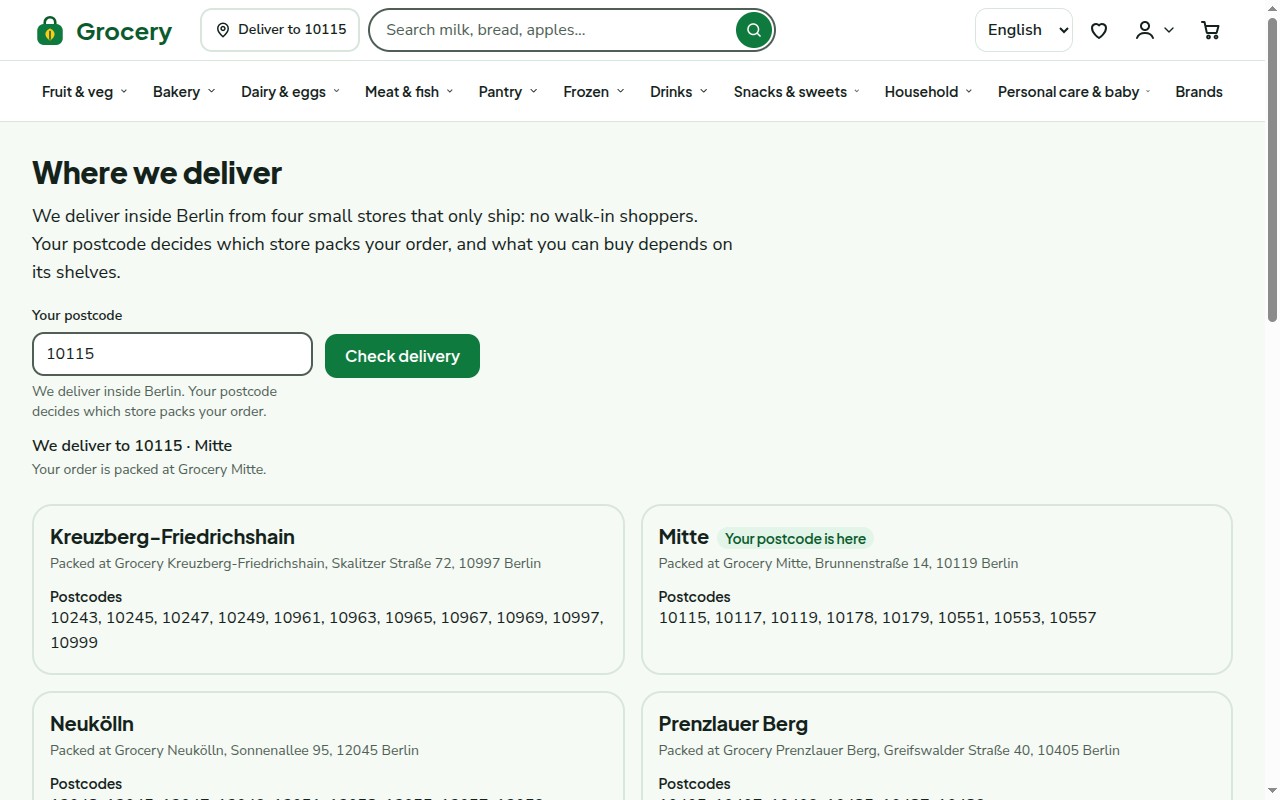 Grocery
Deliver to 10115
Search milk, bread, apples...
English
Fruit & veg
Bakery
Dairy & eggs
Meat & fish
Pantry
Frozen
Drinks
Snacks & sweets
Household
Personal care & baby
Brands
Where we deliver
We deliver inside Berlin from four small stores that only ship: no walk-in shoppers.
Your postcode decides which store packs your order, and what you can buy depends on
its shelves.
Your postcode
10115
Check delivery
We deliver inside Berlin. Your postcode
decides which store packs your order.
We deliver to 10115 · Mitte
Your order is packed at Grocery Mitte.
Kreuzberg-Friedrichshain
Packed at Grocery Kreuzberg-Friedrichshain, Skalitzer Straße 72, 10997 Berlin
Postcodes
10243, 10245, 10247, 10249, 10961, 10963, 10965, 10967, 10969, 10997,
10999
Mitte
Your postcode is here
Packed at Grocery Mitte, Brunnenstraße 14, 10119 Berlin
Postcodes
10115, 10117, 10119, 10178, 10179, 10551, 10553, 10557
Neukölln
Packed at Grocery Neukölln, Sonnenallee 95, 12045 Berlin
Postcodes
Prenzlauer Berg
Packed at Grocery Prenzlauer Berg, Greifswalder Straße 40, 10405 Berlin
Postcodes